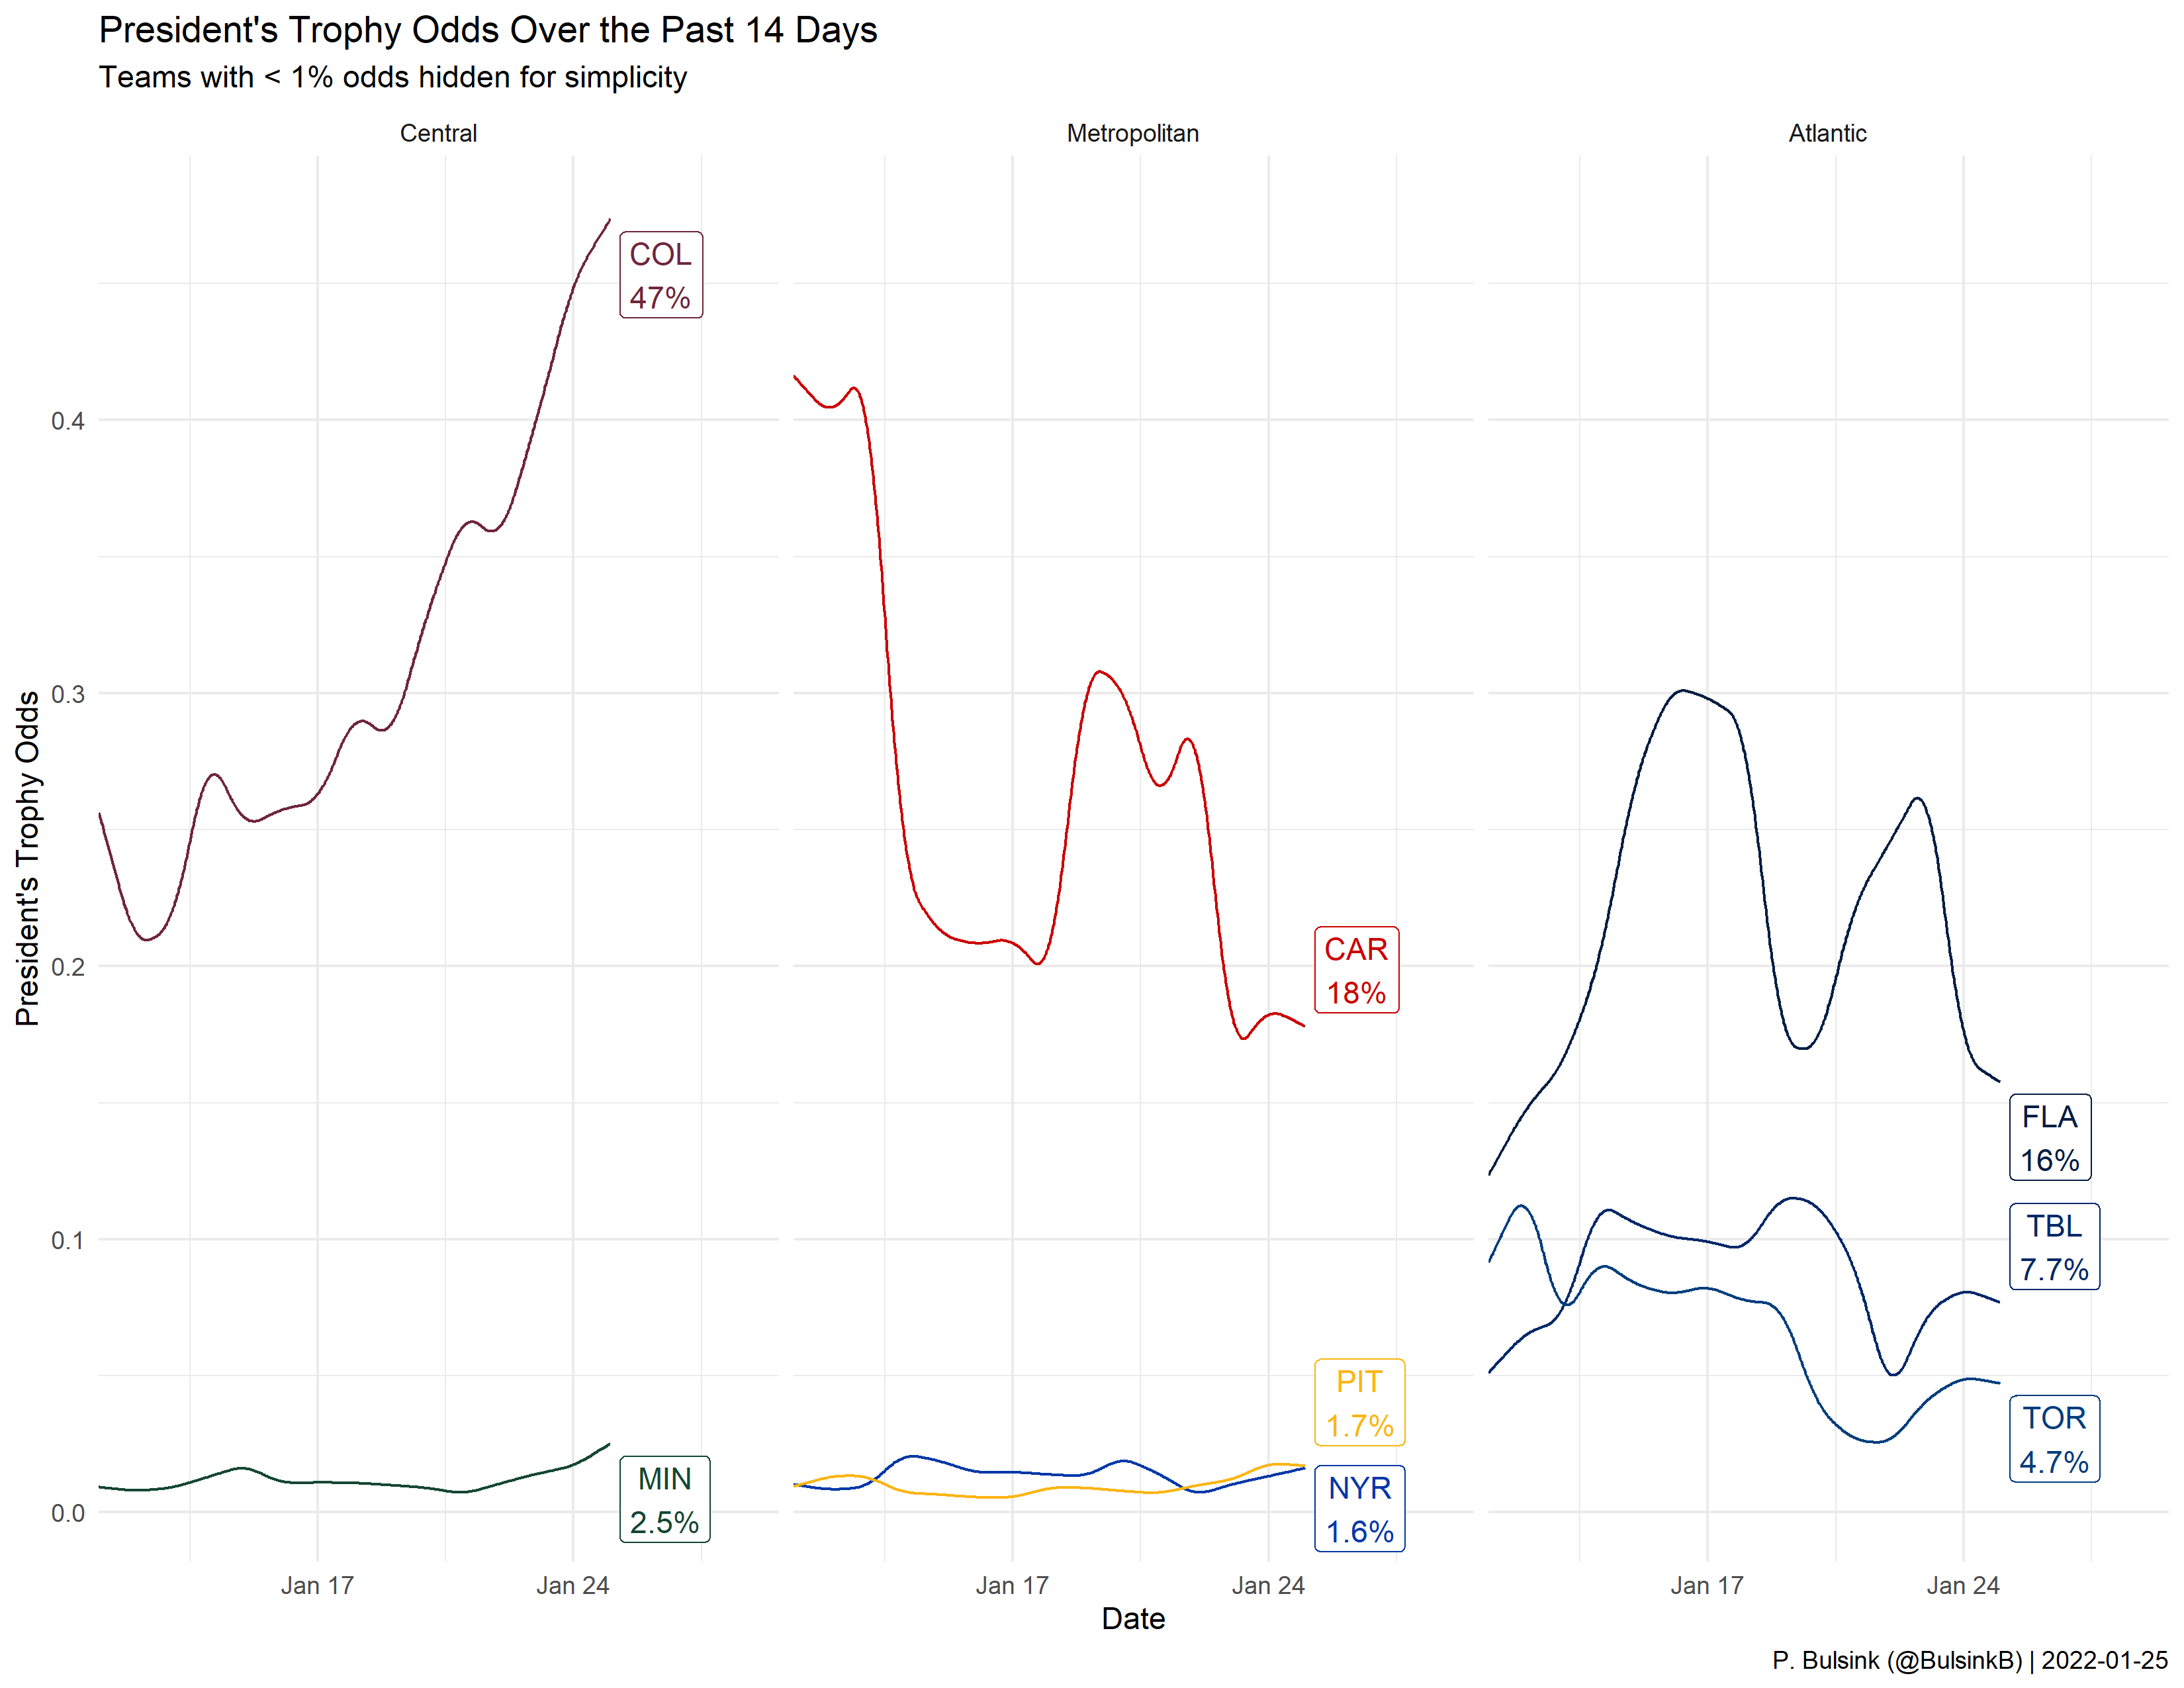 President's Trophy Odds Over the Past 14 Days
Teams with < 1% odds hidden for simplicity
Central
Metropolitan
Atlantic
President's Trophy Odds
0.4
0.3
0.2
0.1
0.0
COL
47%
MIN
2.5%
CAR
18%
PIT
1.7%
NYR
1.6%
FLA
16%
TBL
7.7%
TOR
4.7%
Jan 17
Jan 24
Jan 17
Jan 24
Jan 17
Jan 24
Date
P. Bulsink (@BulsinkB) | 2022-01-25